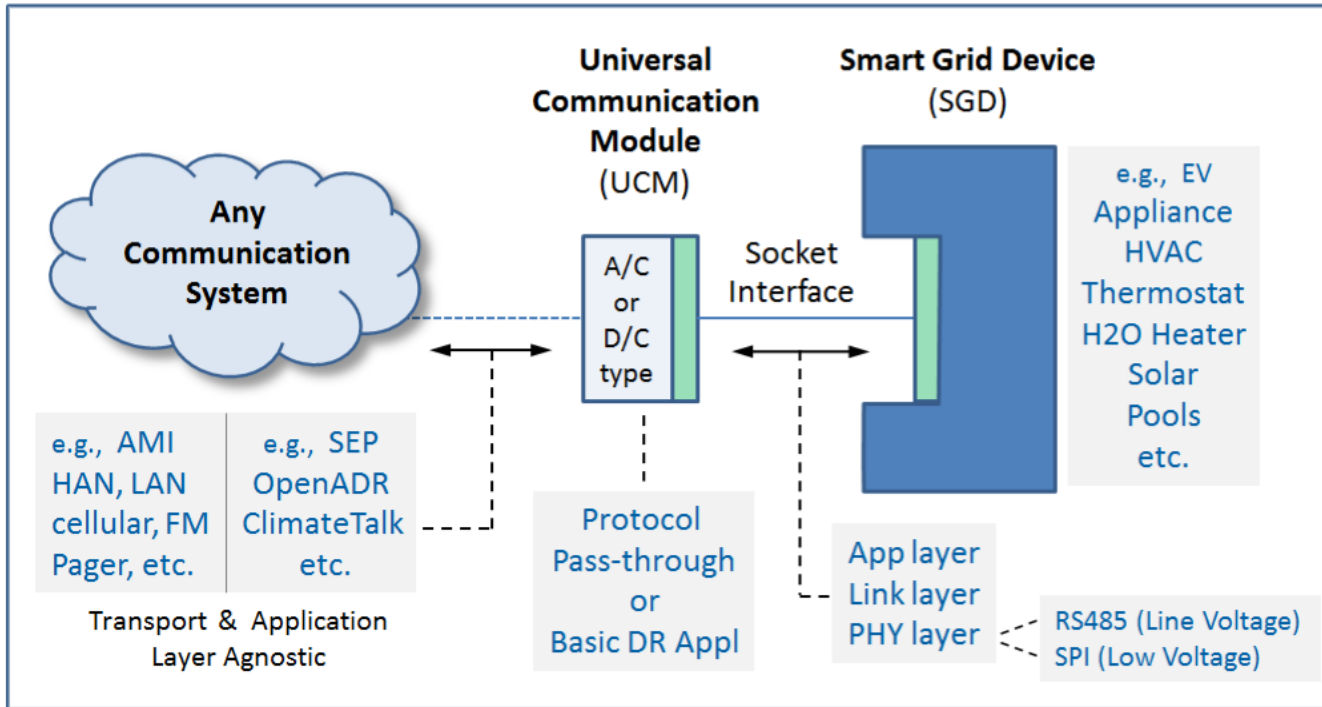 Universal
Communication
Module
(UCM)
Smart Grid Device
(SGD)
Any
Communication
System
A/C
or
D/C
type
Socket
Interface
e.g., EV
Appliance
HVAC
Thermostat
H2O Heater
Solar
Pools
etc.
e.g., AMI
HAN, LAN
cellular, FM
Pager, etc.
e.g., SEP
OpenADR
ClimateTalk
etc.
Transport & Application
Layer Agnostic
Protocol
Pass-through
or
Basic DR Appl
App layer
Link layer
PHY layer
RS485 (Line Voltage)
SPI (Low Voltage)